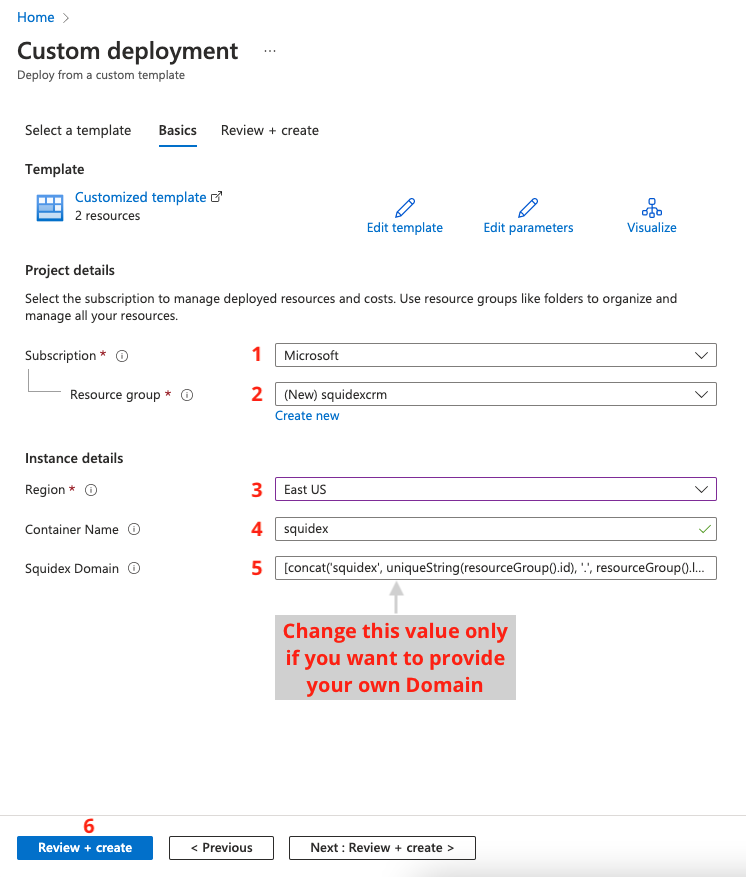 Home >
Custom deployment ...
Deploy from a custom template
Select a template Basics Review + create
Template
Customized template
2 resources
Edit template Edit parameters Visualize
Project details
Select the subscription to manage deployed resources and costs. Use resource groups like folders to organize and
manage all your resources.
Subscription * 1 Microsoft
Resource group * 2 (New) squidexcrm
Create new
Instance details
Region * 3 East US
Container Name 4 squidex
Squidex Domain 5 [concat('squidex', uniqueString(resourceGroup().id), '.', resourceGroup().l...
Change this value only
if you want to provide
your own Domain
6
Review + create < Previous Next : Review + create >